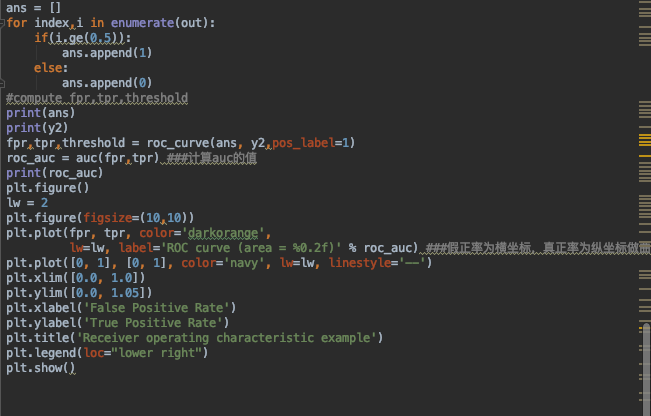 ans = []
for index,i in enumerate(out):
    if(i.ge(0.5)):
        ans.append(1)
    else:
        ans.append(0)
#compute fpr,tpr,threshold
print(ans)
print(y2)
fpr,tpr,threshold = roc_curve(ans, y2,pos_label=1)
roc_auc = auc(fpr,tpr) ###计算auc的值
print(roc_auc)
plt.figure()
lw = 2
plt.figure(figsize=(10,10))
plt.plot(fpr, tpr, color='darkorange',
         lw=lw, label='ROC curve (area = %0.2f)' % roc_auc) ###假正率为横坐标，真正率为纵坐标做曲
plt.plot([0, 1], [0, 1], color='navy', lw=lw, linestyle='--')
plt.xlim([0.0, 1.0])
plt.ylim([0.0, 1.05])
plt.xlabel('False Positive Rate')
plt.ylabel('True Positive Rate')
plt.title('Receiver operating characteristic example')
plt.legend(loc="lower right")
plt.show()